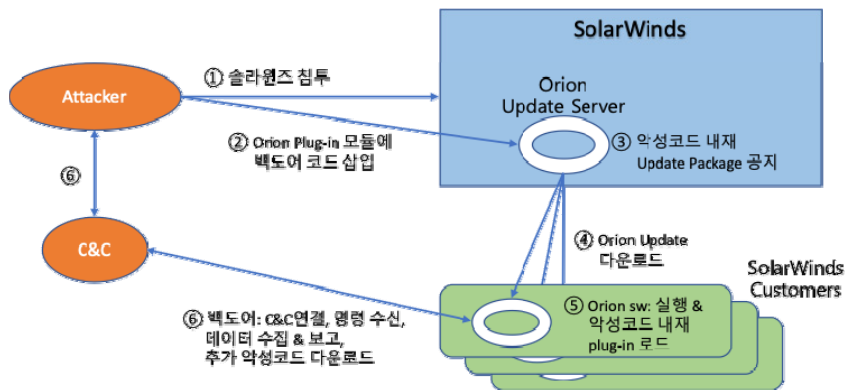 SolarWinds
① 솔라윈즈 침투
Attacker
Orion
Update Server
② Orion Plug-in 모듈에
백도어 코드 삽입
③ 악성코드 내재
Update Package 공지
⑥
④ Orion Update
다운로드
C&C
SolarWinds
Customers
⑤ Orion sw: 실행 &
악성코드 내재
plug-in 로드
⑥ 백도어: C&C연결, 명령 수신,
데이터 수집 & 보고,
추가 악성코드 다운로드